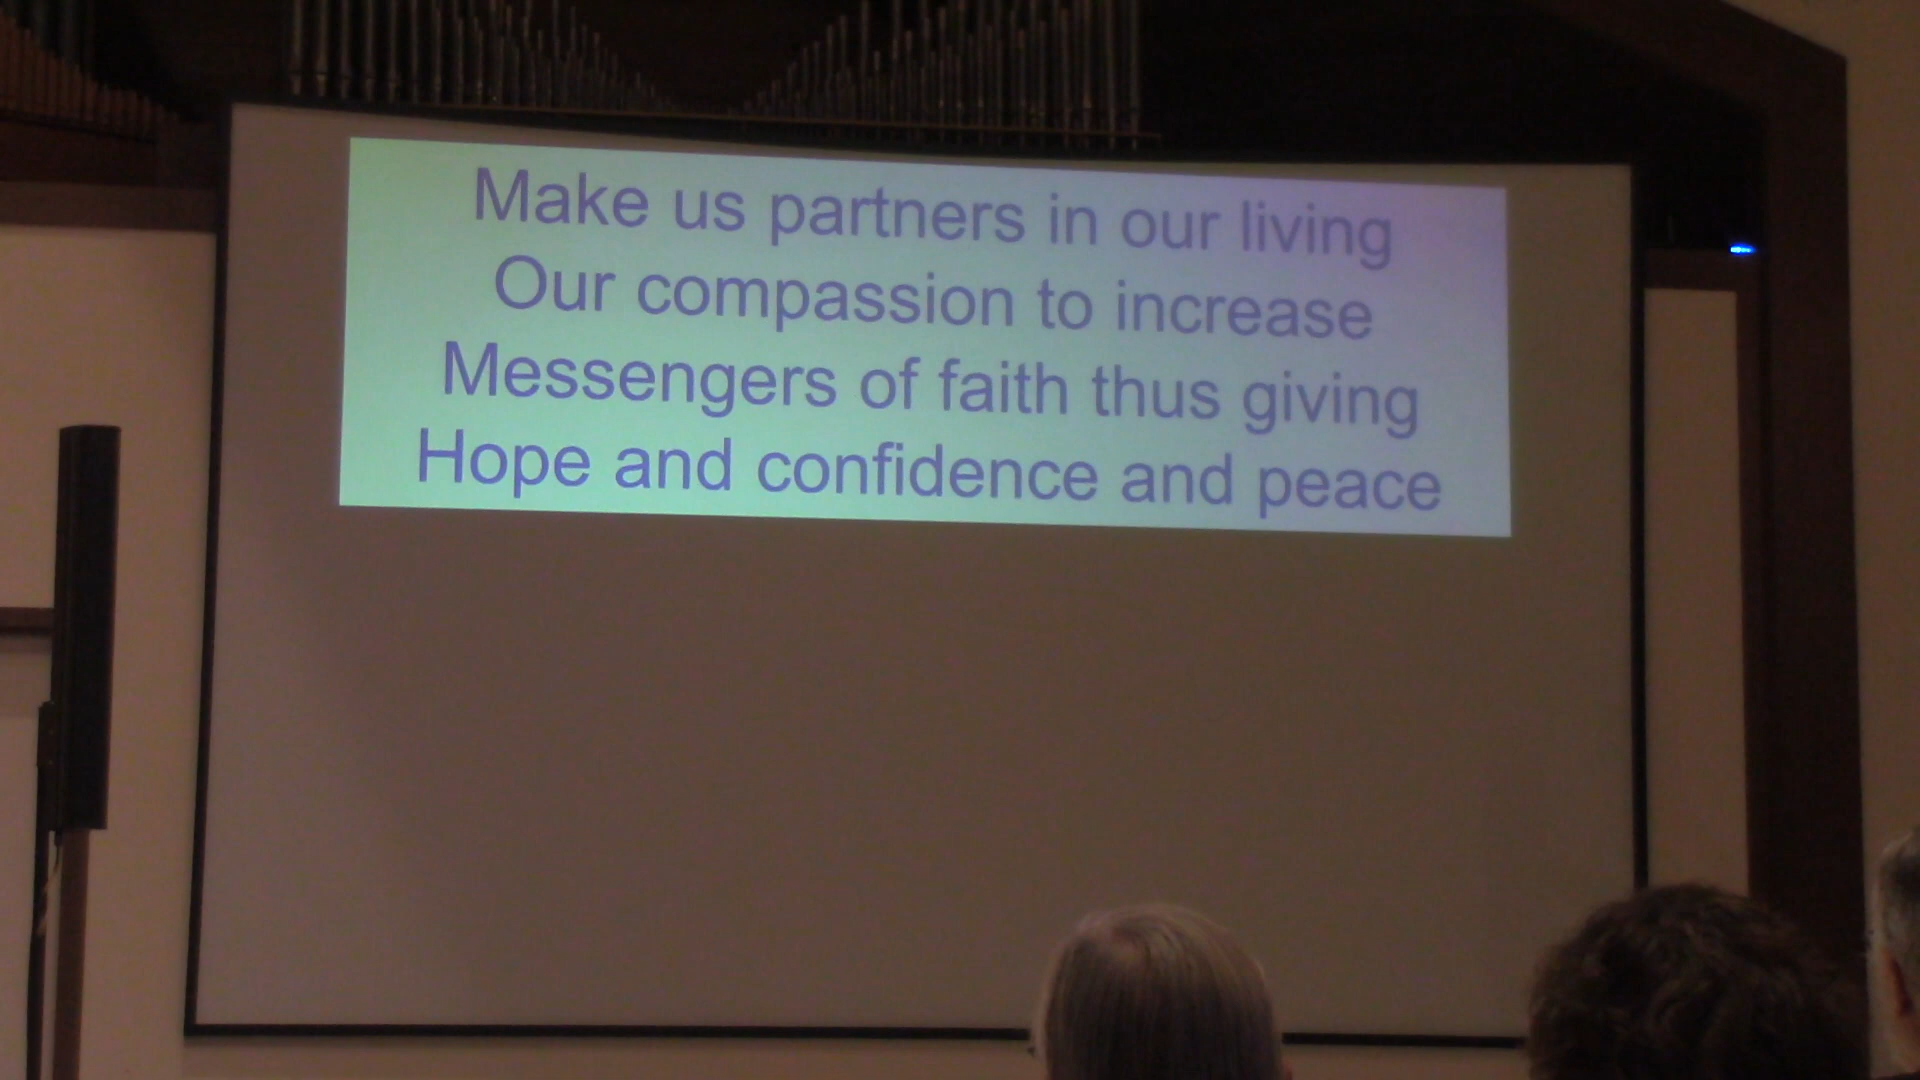 Make us partners in our living
Our compassion to increase
Messengers of faith thus giving
Hope and confidence and peace